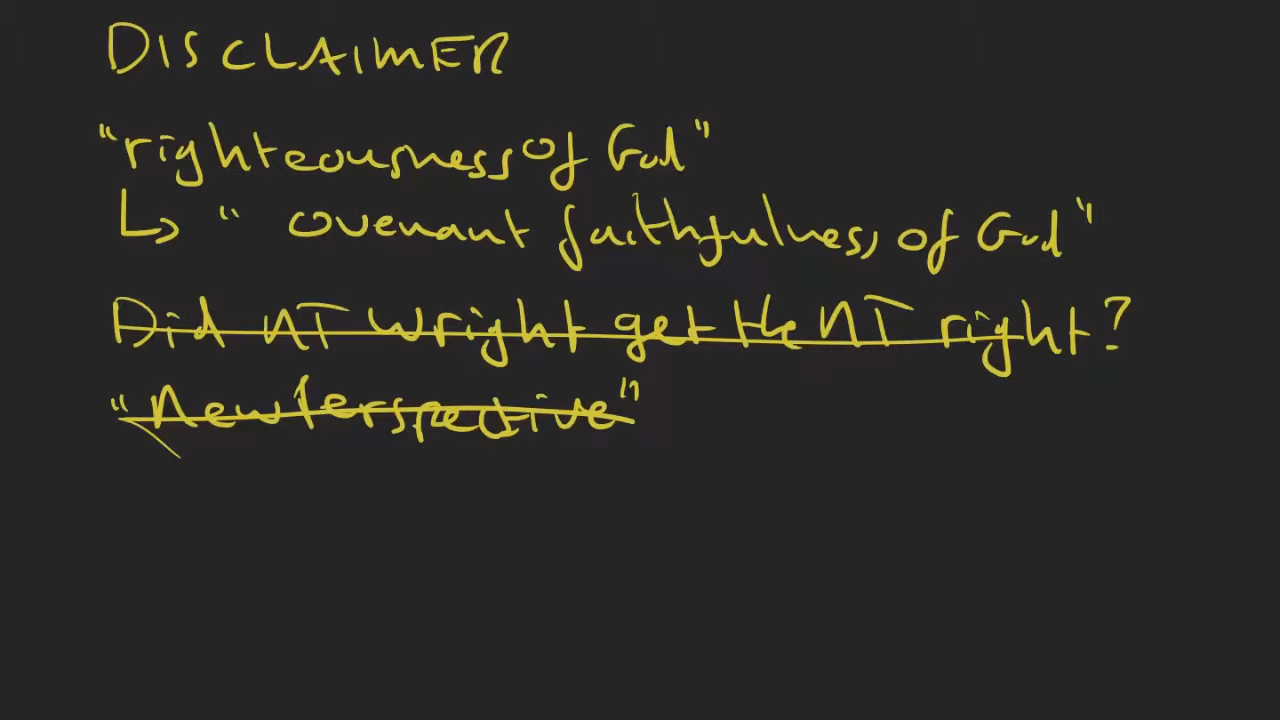 DISCLAIMER
"righteousness of God"
↳ "covenant faithfulness of God"
Did NT Wright get the NT right?
"New Perspective"